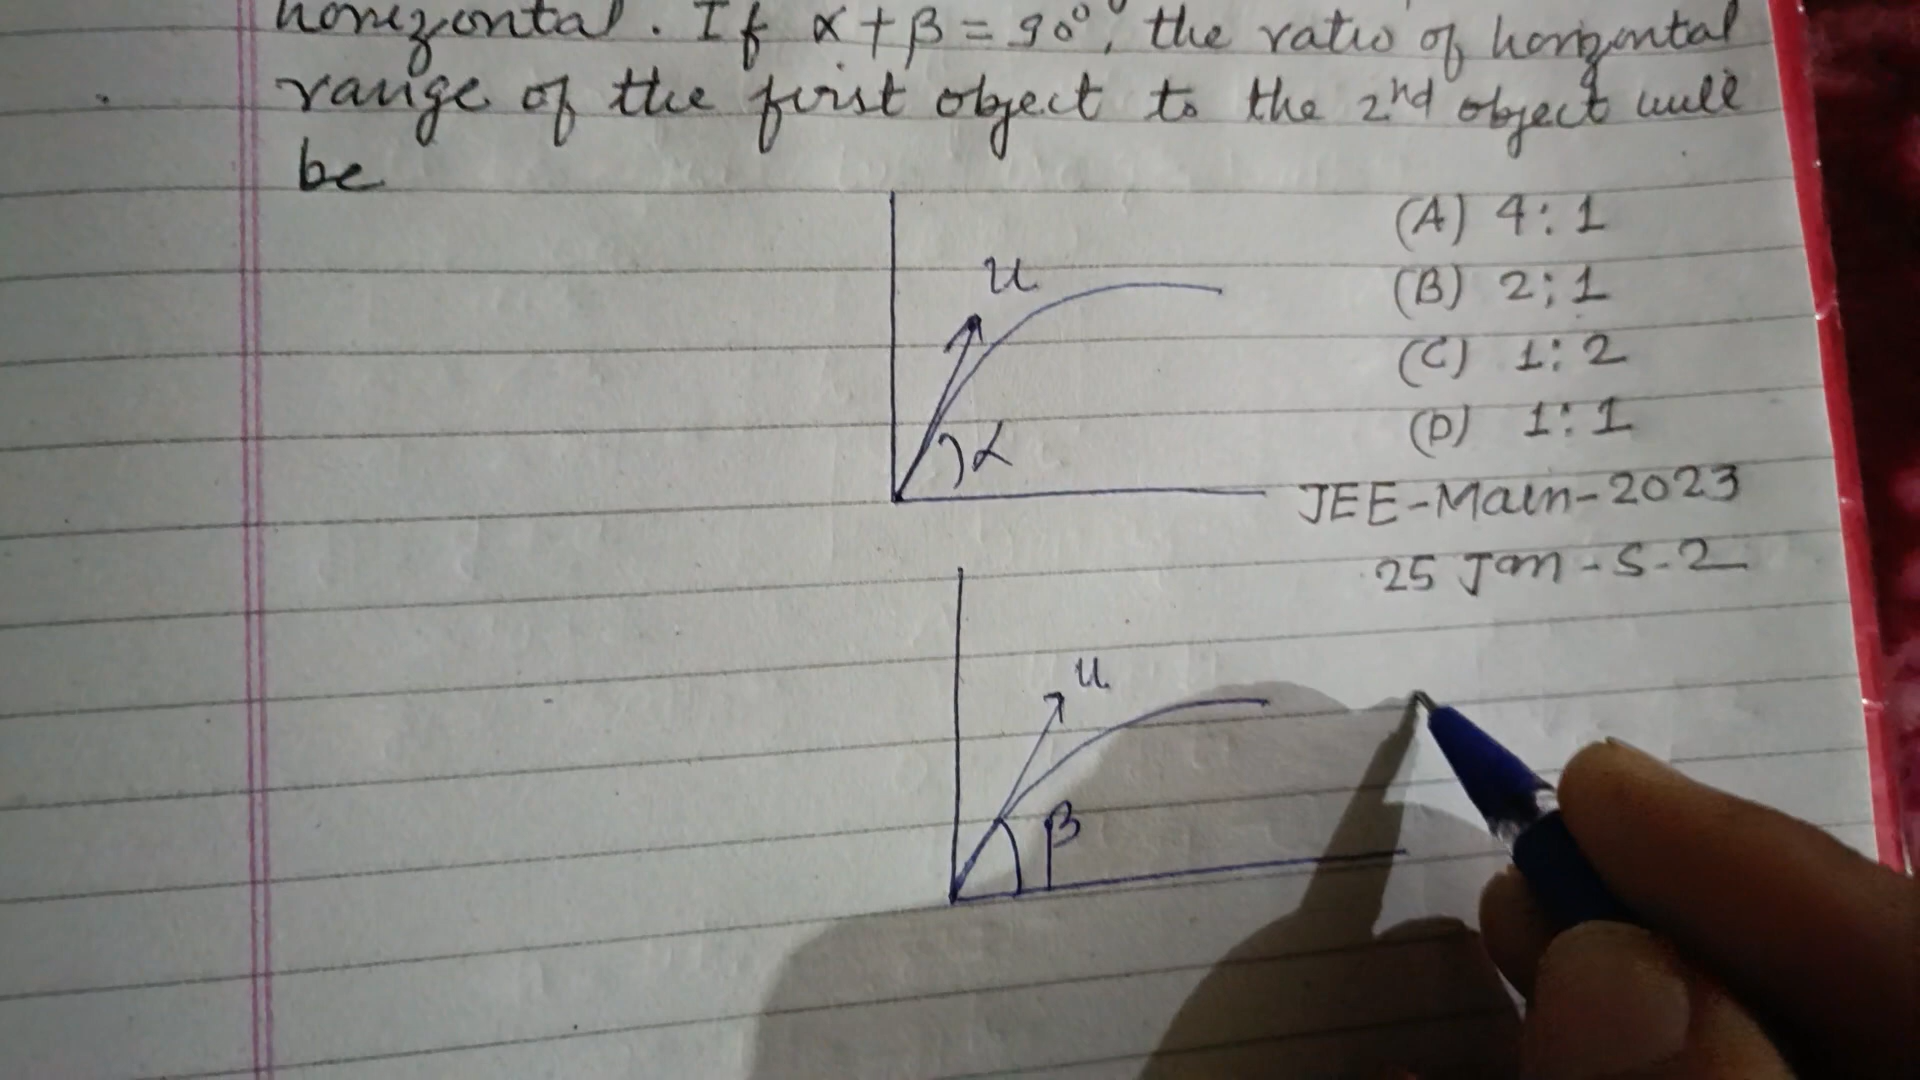 horizontal. If α+β=90°, the ratio of horizontal
range of the first object to the 2nd object will
be
(A) 4:1
(B) 2:1
(C) 1:2
(D) 1:1
JEE-Main-2023
25 Jan-S-2
u
α
u
β